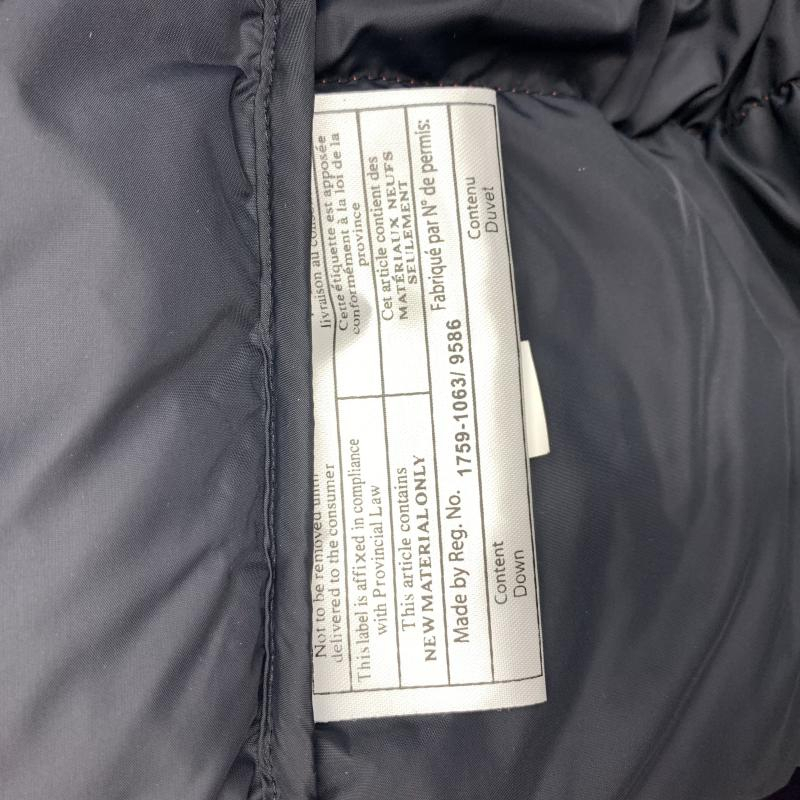 Not to be removed until
delivered to the consumer
livraison au
This label is affixed in compliance
with Provincial Law
Cette étiquette est apposée
conformément à la loi de la
province
This article contains
NEW MATERIAL ONLY
Cet article contient des
MATÉRIAUX NEUFS
SEULEMENT
Made by Reg. No. 1759-1063/ 9586 Fabriqué par N° de permis:
Content Contenu
Down Duvet